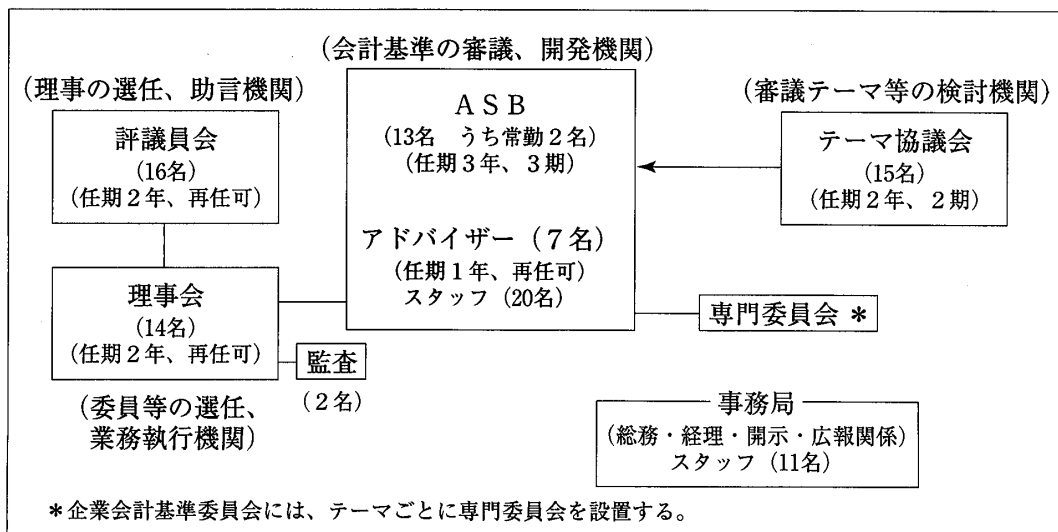 (会計基準の審議、開発機関)
ASB
(13名 うち常勤2名)
(任期3年、3期)
アドバイザー(7名)
(任期1年、再任可)
スタッフ(20名)
(理事の選任、助言機関)
評議員会
(16名)
(任期2年、再任可)
理事会
(14名)
(任期2年、再任可)
(委員等の選任、
業務執行機関)
監査
(2名)
(審議テーマ等の検討機関)
テーマ協議会
(15名)
(任期2年、2期)
専門委員会 *
事務局
(総務・経理・開示・広報関係)
スタッフ(11名)
*企業会計基準委員会には、テーマごとに専門委員会を設置する。